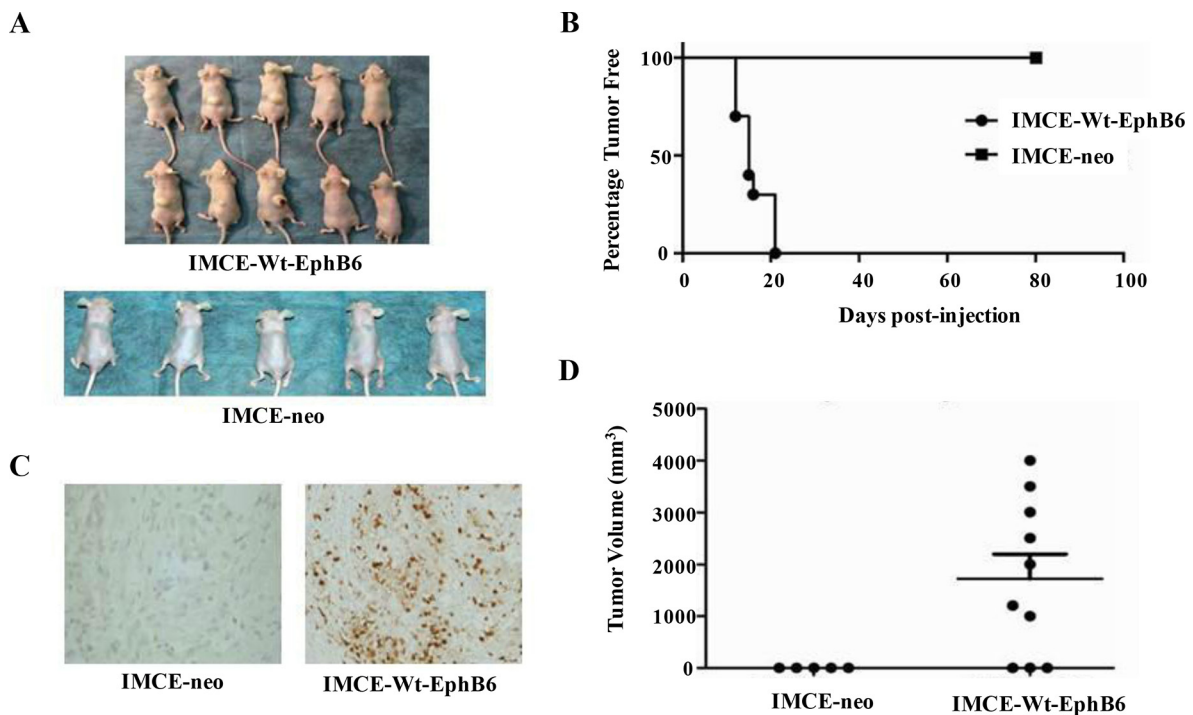 A
IMCE-Wt-EphB6
IMCE-neo
B
Percentage Tumor Free
100
50
0
0 20 40 60 80 100
Days post-injection
IMCE-Wt-EphB6
IMCE-neo
C
IMCE-neo
IMCE-Wt-EphB6
D
Tumor Volume (mm³)
5000
4000
3000
2000
1000
0
IMCE-neo
IMCE-Wt-EphB6